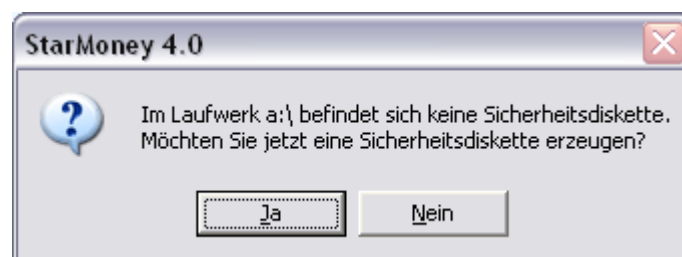 StarMoney 4.0
Im Laufwerk a:\ befindet sich keine Sicherheitsdiskette.
Möchten Sie jetzt eine Sicherheitsdiskette erzeugen?
Ja Nein